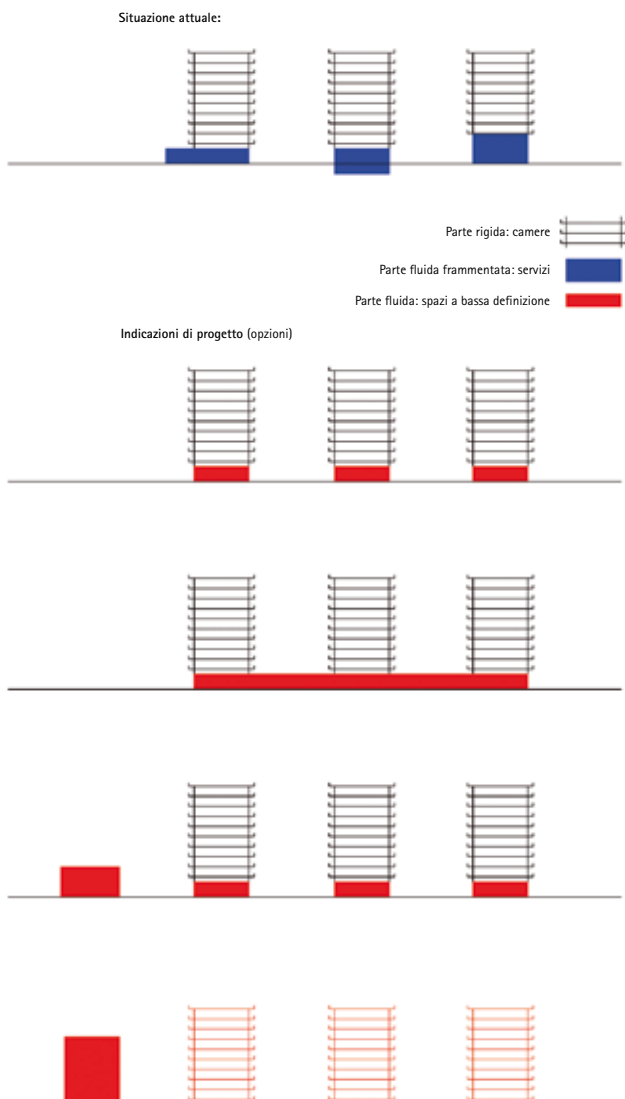 Situazione attuale:
Parte rigida: camere
Parte fluida frammentata: servizi
Parte fluida: spazi a bassa definizione
Indicazioni di progetto (opzioni)